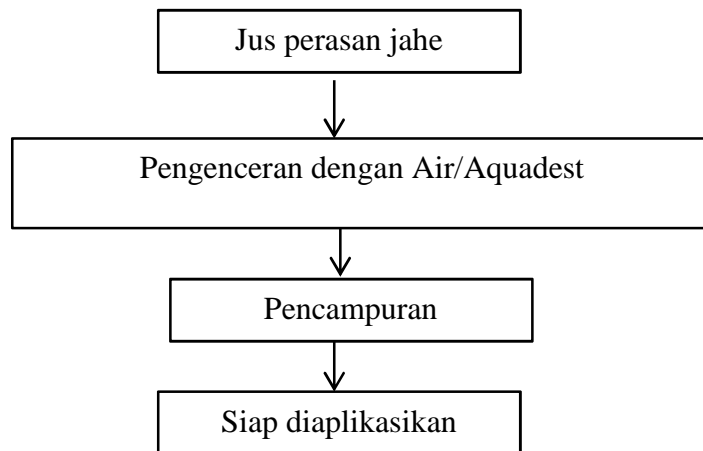 Jus perasan jahe
Pengenceran dengan Air/Aquadest
Pencampuran
Siap diaplikasikan